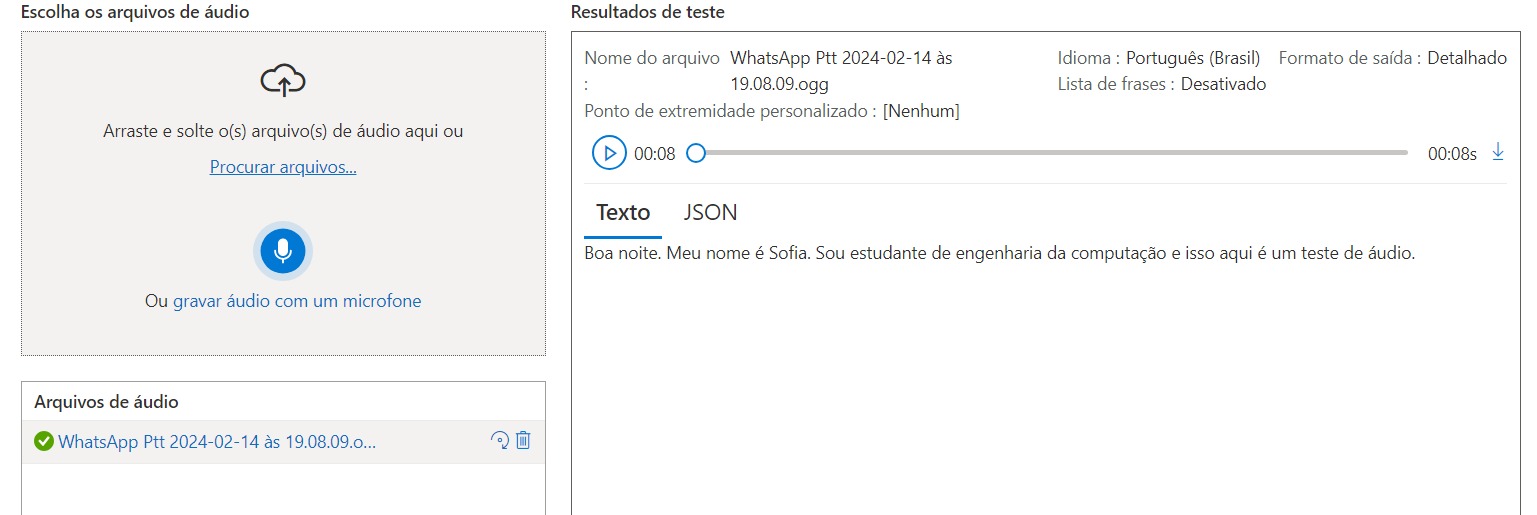 Escolha os arquivos de áudio
Arraste e solte o(s) arquivo(s) de áudio aqui ou
Procurar arquivos...
Ou gravar áudio com um microfone
Arquivos de áudio
WhatsApp Ptt 2024-02-14 às 19.08.09.o...
Resultados de teste
Nome do arquivo WhatsApp Ptt 2024-02-14 às Idioma : Português (Brasil) Formato de saída : Detalhado
: 19.08.09.ogg Lista de frases : Desativado
Ponto de extremidade personalizado : [Nenhum]
00:08 00:08s
Texto JSON
Boa noite. Meu nome é Sofia. Sou estudante de engenharia da computação e isso aqui é um teste de áudio.